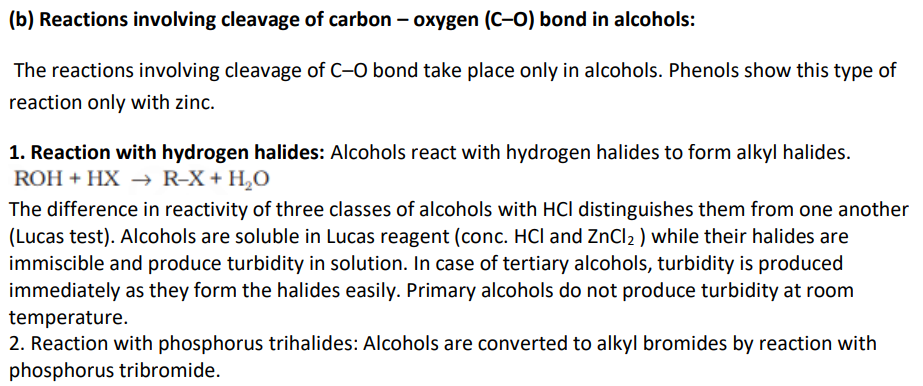 (b) Reactions involving cleavage of carbon – oxygen (C–O) bond in alcohols:
The reactions involving cleavage of C–O bond take place only in alcohols. Phenols show this type of
reaction only with zinc.
1. Reaction with hydrogen halides: Alcohols react with hydrogen halides to form alkyl halides.
ROH + HX → R–X + H₂O
The difference in reactivity of three classes of alcohols with HCl distinguishes them from one another
(Lucas test). Alcohols are soluble in Lucas reagent (conc. HCl and ZnCl₂ ) while their halides are
immiscible and produce turbidity in solution. In case of tertiary alcohols, turbidity is produced
immediately as they form the halides easily. Primary alcohols do not produce turbidity at room
temperature.
2. Reaction with phosphorus trihalides: Alcohols are converted to alkyl bromides by reaction with
phosphorus tribromide.